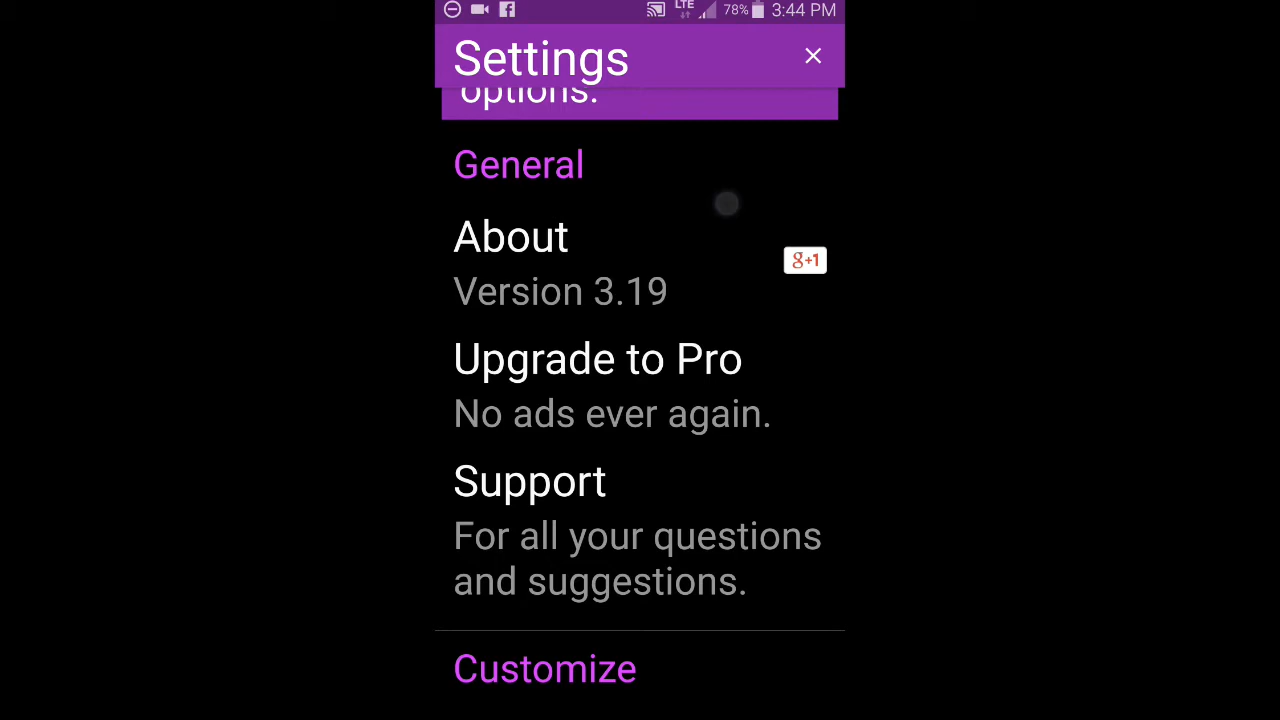 LTE 78% 3:44 PM
Settings
options.
General
About
g+1
Version 3.19
Upgrade to Pro
No ads ever again.
Support
For all your questions
and suggestions.
Customize